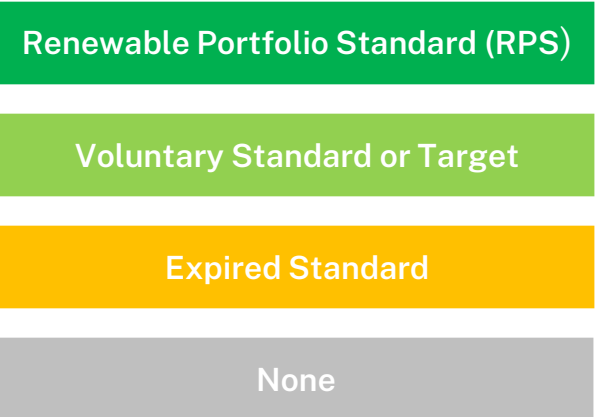 Renewable Portfolio Standard (RPS)
Voluntary Standard or Target
Expired Standard
None